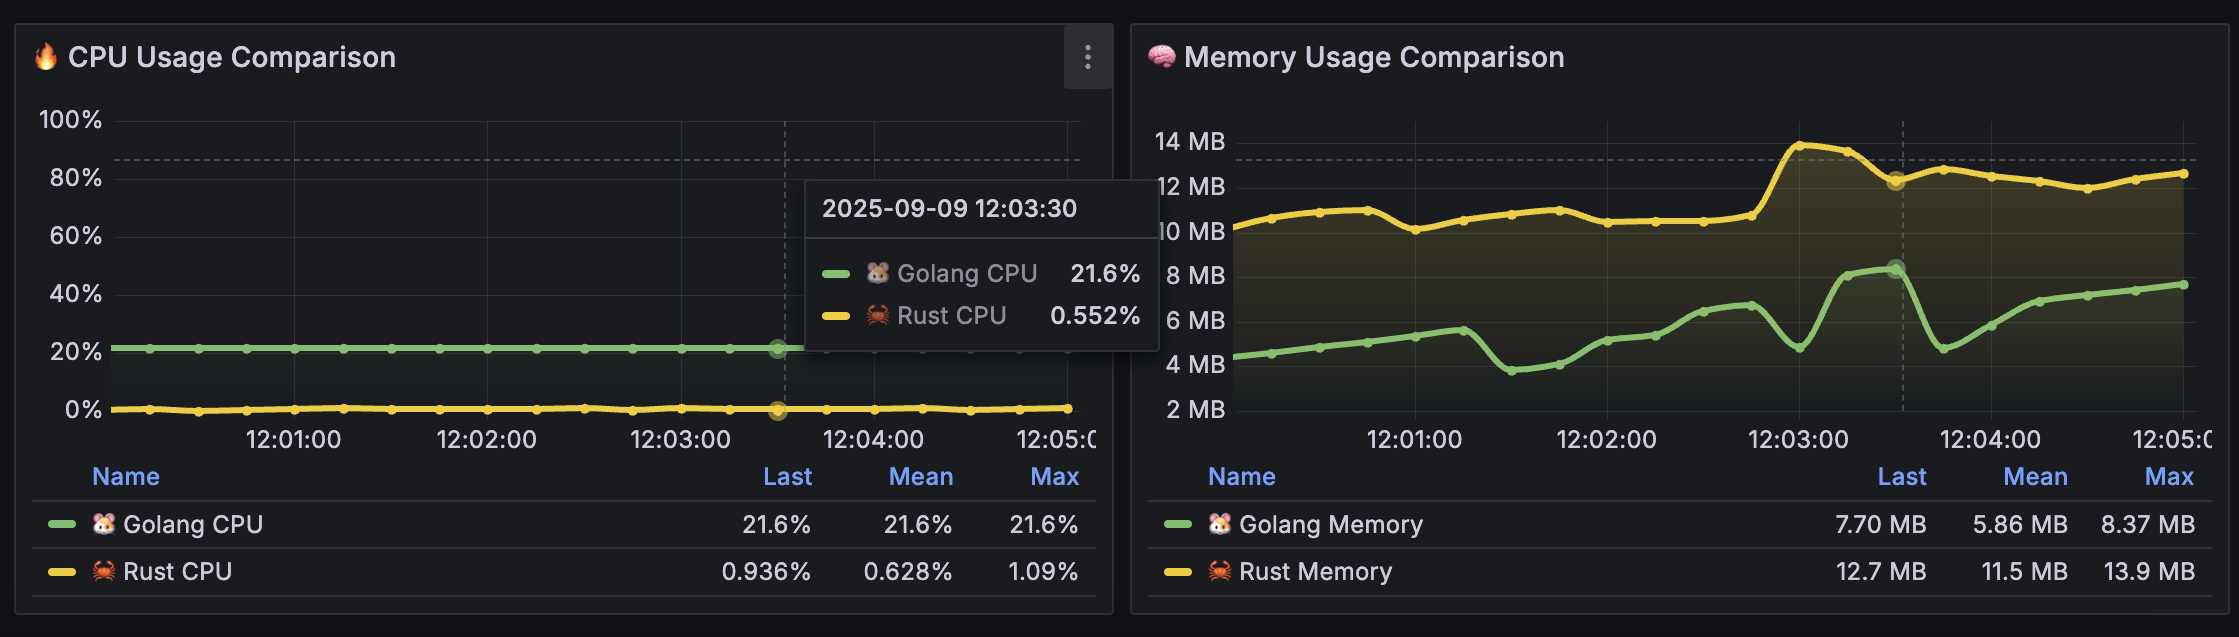 🔥 CPU Usage Comparison
100%
80%
60%
40%
20%
0%
12:01:00 12:02:00 12:03:00 12:04:00 12:05:0
2025-09-09 12:03:30
🐹 Golang CPU 21.6%
🦀 Rust CPU 0.552%
Name Last Mean Max
🐹 Golang CPU 21.6% 21.6% 21.6%
🦀 Rust CPU 0.936% 0.628% 1.09%
🧠 Memory Usage Comparison
14 MB
12 MB
10 MB
8 MB
6 MB
4 MB
2 MB
12:01:00 12:02:00 12:03:00 12:04:00 12:05:0
Name Last Mean Max
🐹 Golang Memory 7.70 MB 5.86 MB 8.37 MB
🦀 Rust Memory 12.7 MB 11.5 MB 13.9 MB